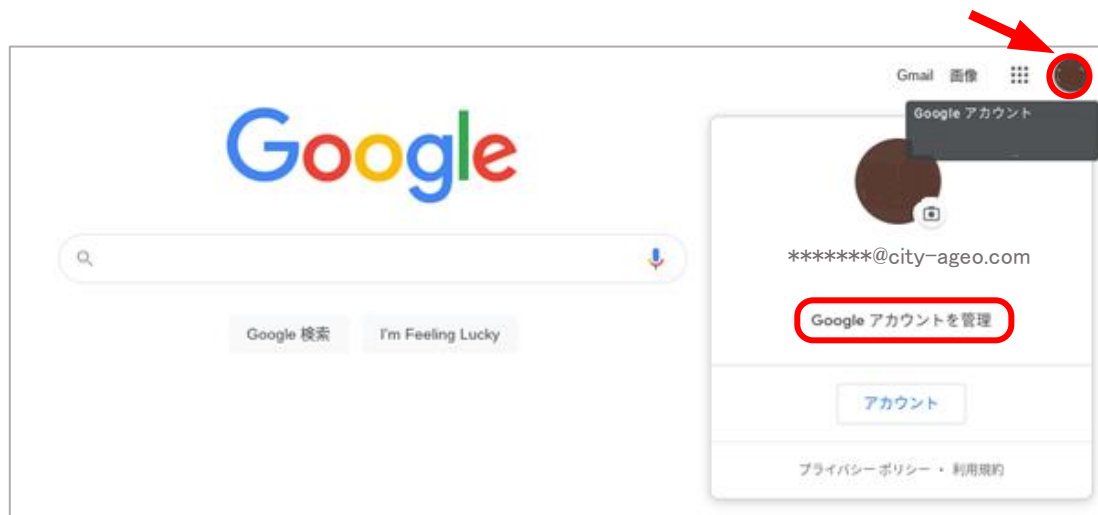 Gmail 画像
Google アカウント
Google
*******@city-ageo.com
Google アカウントを管理
Google 検索 I'm Feeling Lucky
アカウント
プライバシー ポリシー ・ 利用規約